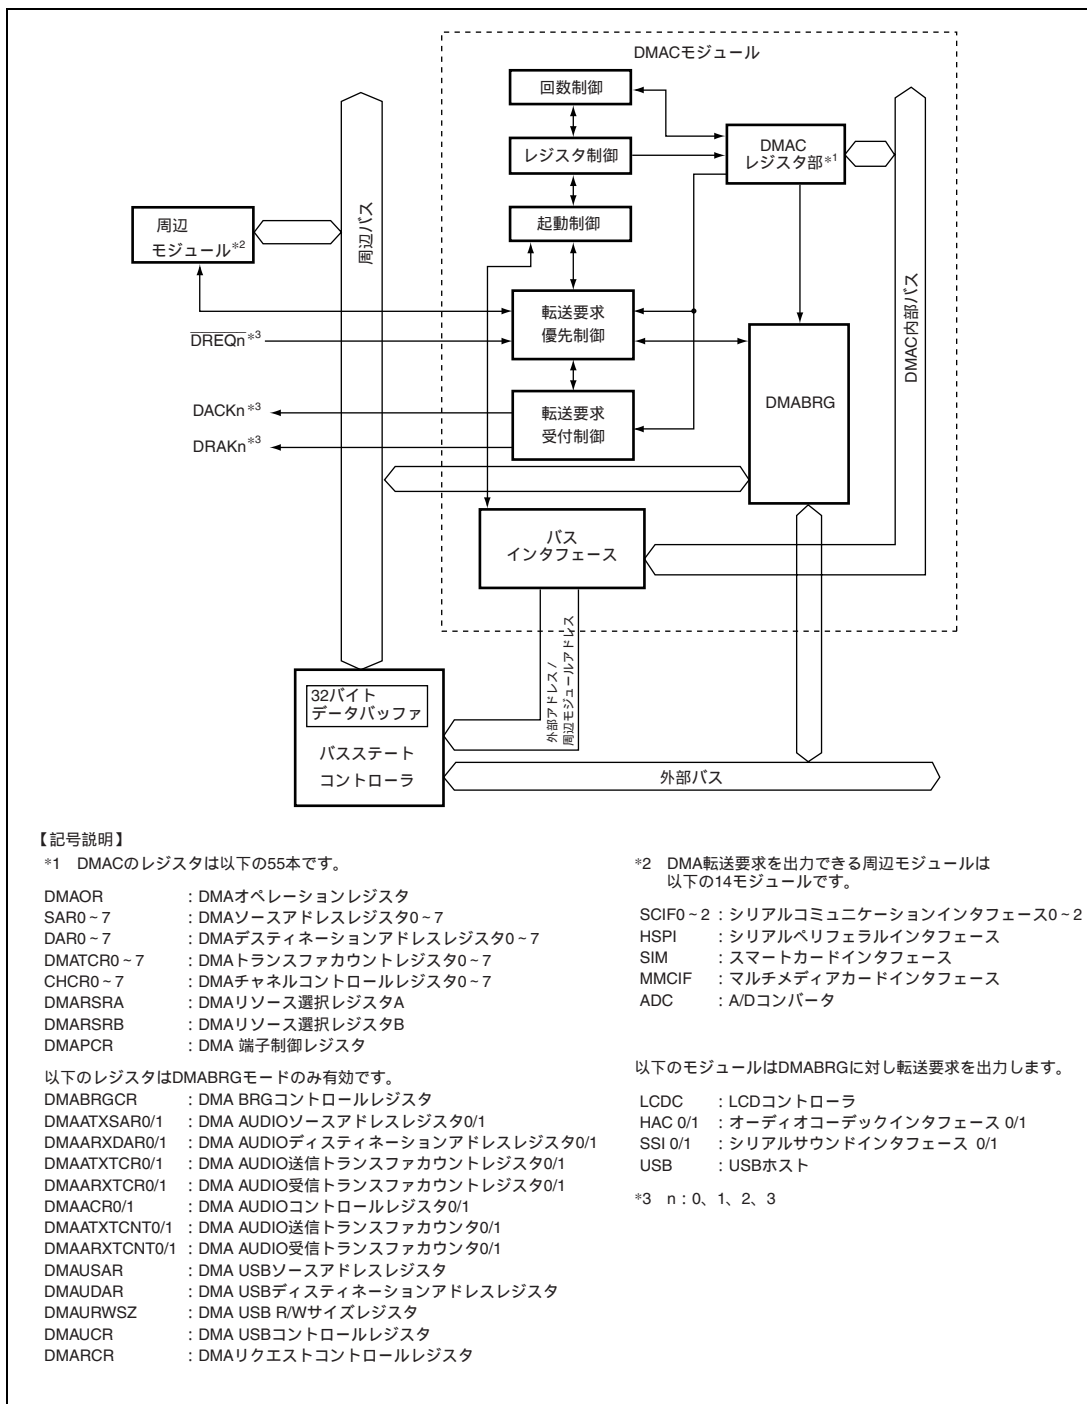 DMACモジュール
回数制御
レジスタ制御
DMAC
レジスタ部*1
起動制御
周辺
モジュール*2
周辺バス
DMAC内部バス
転送要求
優先制御
DREQn*3
DMABRG
転送要求
受付制御
DACKn*3
DRAKn*3
バス
インタフェース
外部アドレス/
周辺モジュールアドレス
32バイト
データバッファ
バスステート
コントローラ
外部バス
【記号説明】
*1 DMACのレジスタは以下の55本です。
DMAOR : DMAオペレーションレジスタ
SAR0~7 : DMAソースアドレスレジスタ0~7
DAR0~7 : DMAデスティネーションアドレスレジスタ0~7
DMATCR0~7 : DMAトランスファカウントレジスタ0~7
CHCR0~7 : DMAチャネルコントロールレジスタ0~7
DMARSRA : DMAリソース選択レジスタA
DMARSRB : DMAリソース選択レジスタB
DMAPCR : DMA 端子制御レジスタ
以下のレジスタはDMABRGモードのみ有効です。
DMABRGCR : DMA BRGコントロールレジスタ
DMAATXSAR0/1 : DMA AUDIOソースアドレスレジスタ0/1
DMAARXDAR0/1 : DMA AUDIOディスティネーションアドレスレジスタ0/1
DMAATXTCR0/1 : DMA AUDIO送信トランスファカウントレジスタ0/1
DMAARXTCR0/1 : DMA AUDIO受信トランスファカウントレジスタ0/1
DMAACR0/1 : DMA AUDIOコントロールレジスタ0/1
DMAATXTCNT0/1 : DMA AUDIO送信トランスファカウンタ0/1
DMAARXTCNT0/1 : DMA AUDIO受信トランスファカウンタ0/1
DMAUSAR : DMA USBソースアドレスレジスタ
DMAUDAR : DMA USBディスティネーションアドレスレジスタ
DMAURWSZ : DMA USB R/Wサイズレジスタ
DMAUCR : DMA USBコントロールレジスタ
DMARCR : DMAリクエストコントロールレジスタ
*2 DMA転送要求を出力できる周辺モジュールは
以下の14モジュールです。
SCIF0~2 : シリアルコミュニケーションインタフェース0~2
HSPI : シリアルペリフェラルインタフェース
SIM : スマートカードインタフェース
MMCIF : マルチメディアカードインタフェース
ADC : A/Dコンバータ
以下のモジュールはDMABRGに対し転送要求を出力します。
LCDC : LCDコントローラ
HAC 0/1 : オーディオコーデックインタフェース 0/1
SSI 0/1 : シリアルサウンドインタフェース 0/1
USB : USBホスト
*3 n:0、1、2、3